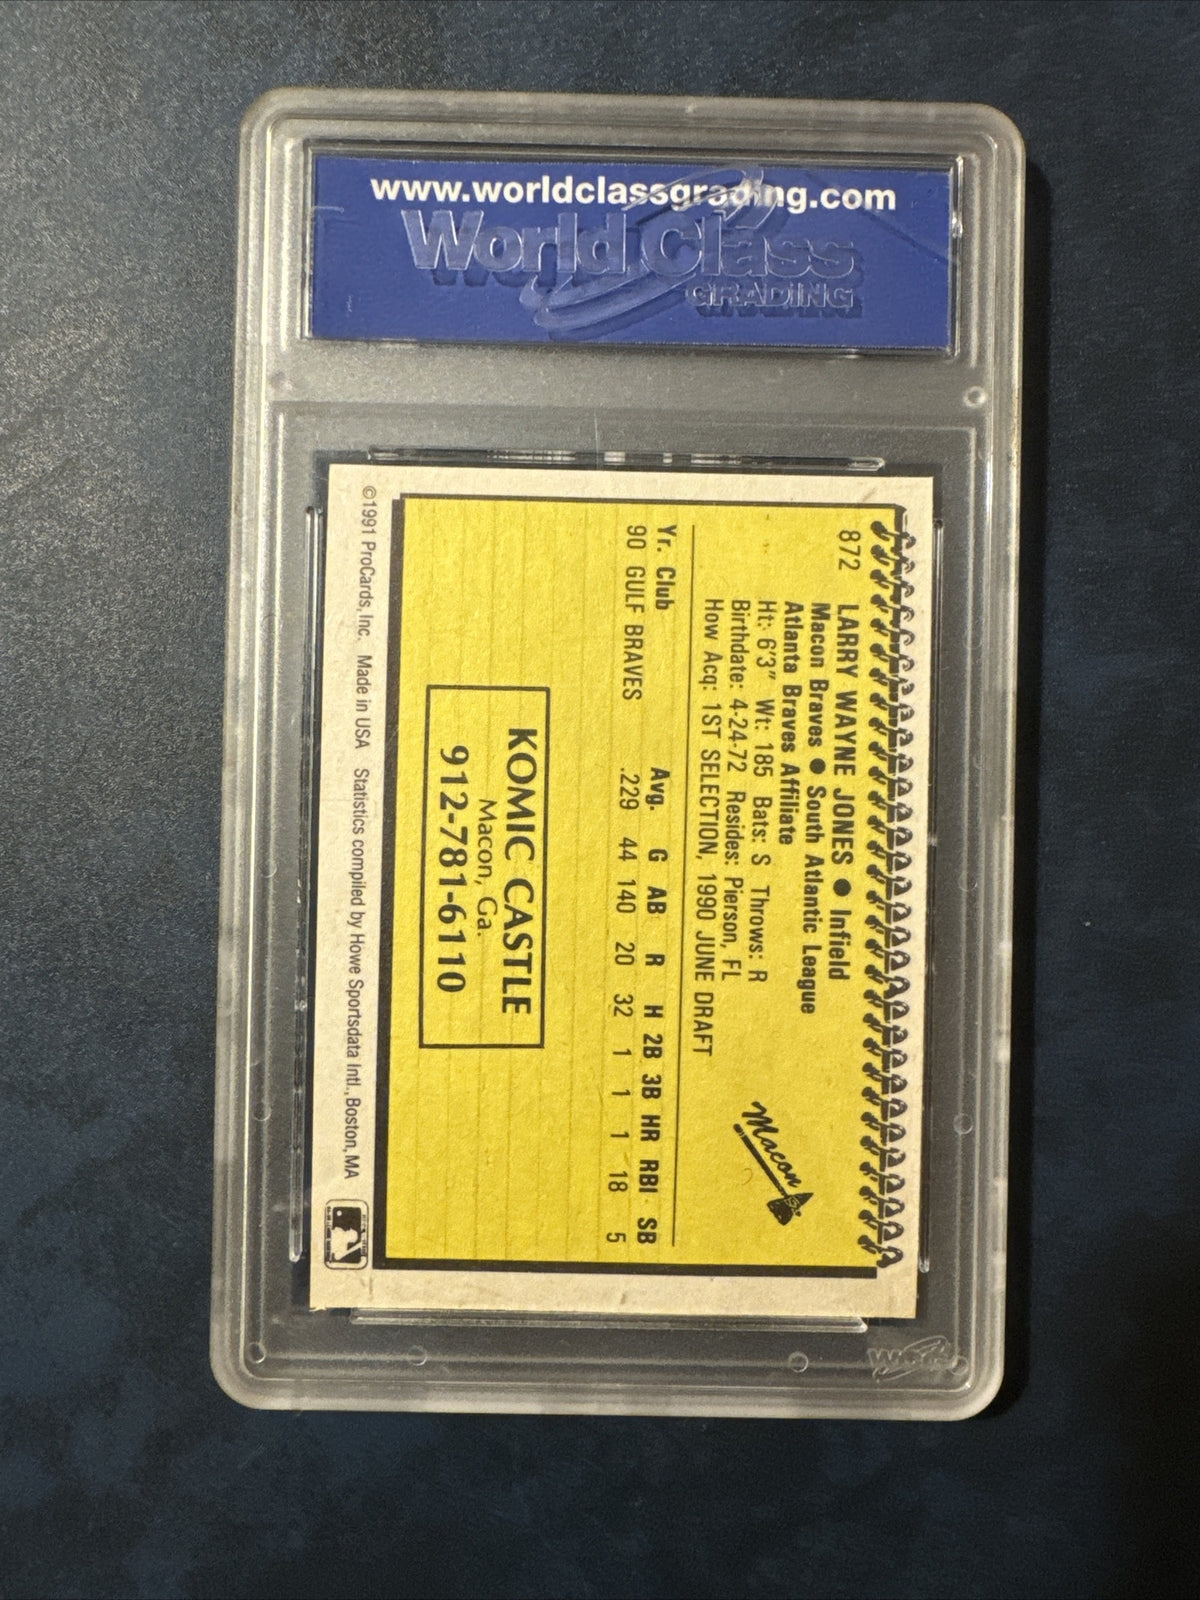 www.worldclassgrading.com
World Class
GRADING
872 LARRY WAYNE JONES ● Infield
Macon Braves ● South Atlantic League
Atlanta Braves Affiliate
Ht: 6'3" Wt: 185 Bats: S Throws: R
Birthdate: 4-24-72 Resides: Pierson, FL
How Acq: 1ST SELECTION, 1990 JUNE DRAFT
Macon
Yr. Club Avg. G AB R H 2B 3B HR RBI SB
90 GULF BRAVES .229 44 140 20 32 1 1 1 18 5
KOMIC CASTLE
Macon, Ga.
912-781-6110
©1991 ProCards, Inc. Made in USA Statistics compiled by Howe Sportsdata Intl., Boston, MA